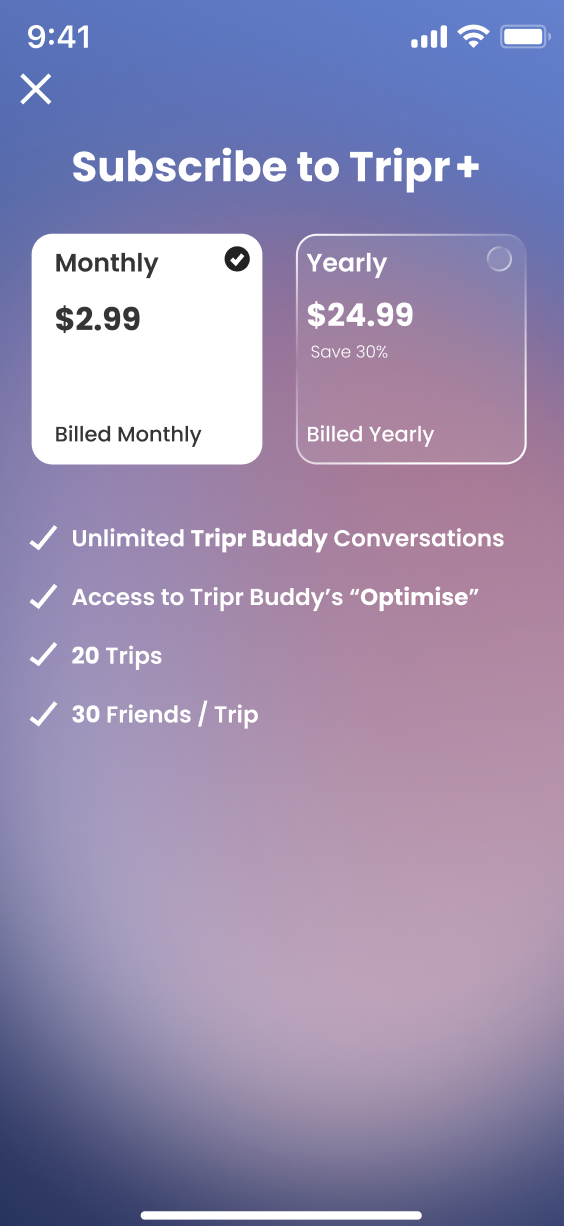 9:41
Subscribe to Tripr+
Monthly
$2.99
Billed Monthly
Yearly
$24.99
Save 30%
Billed Yearly
Unlimited Tripr Buddy Conversations
Access to Tripr Buddy’s “Optimise”
20 Trips
30 Friends / Trip